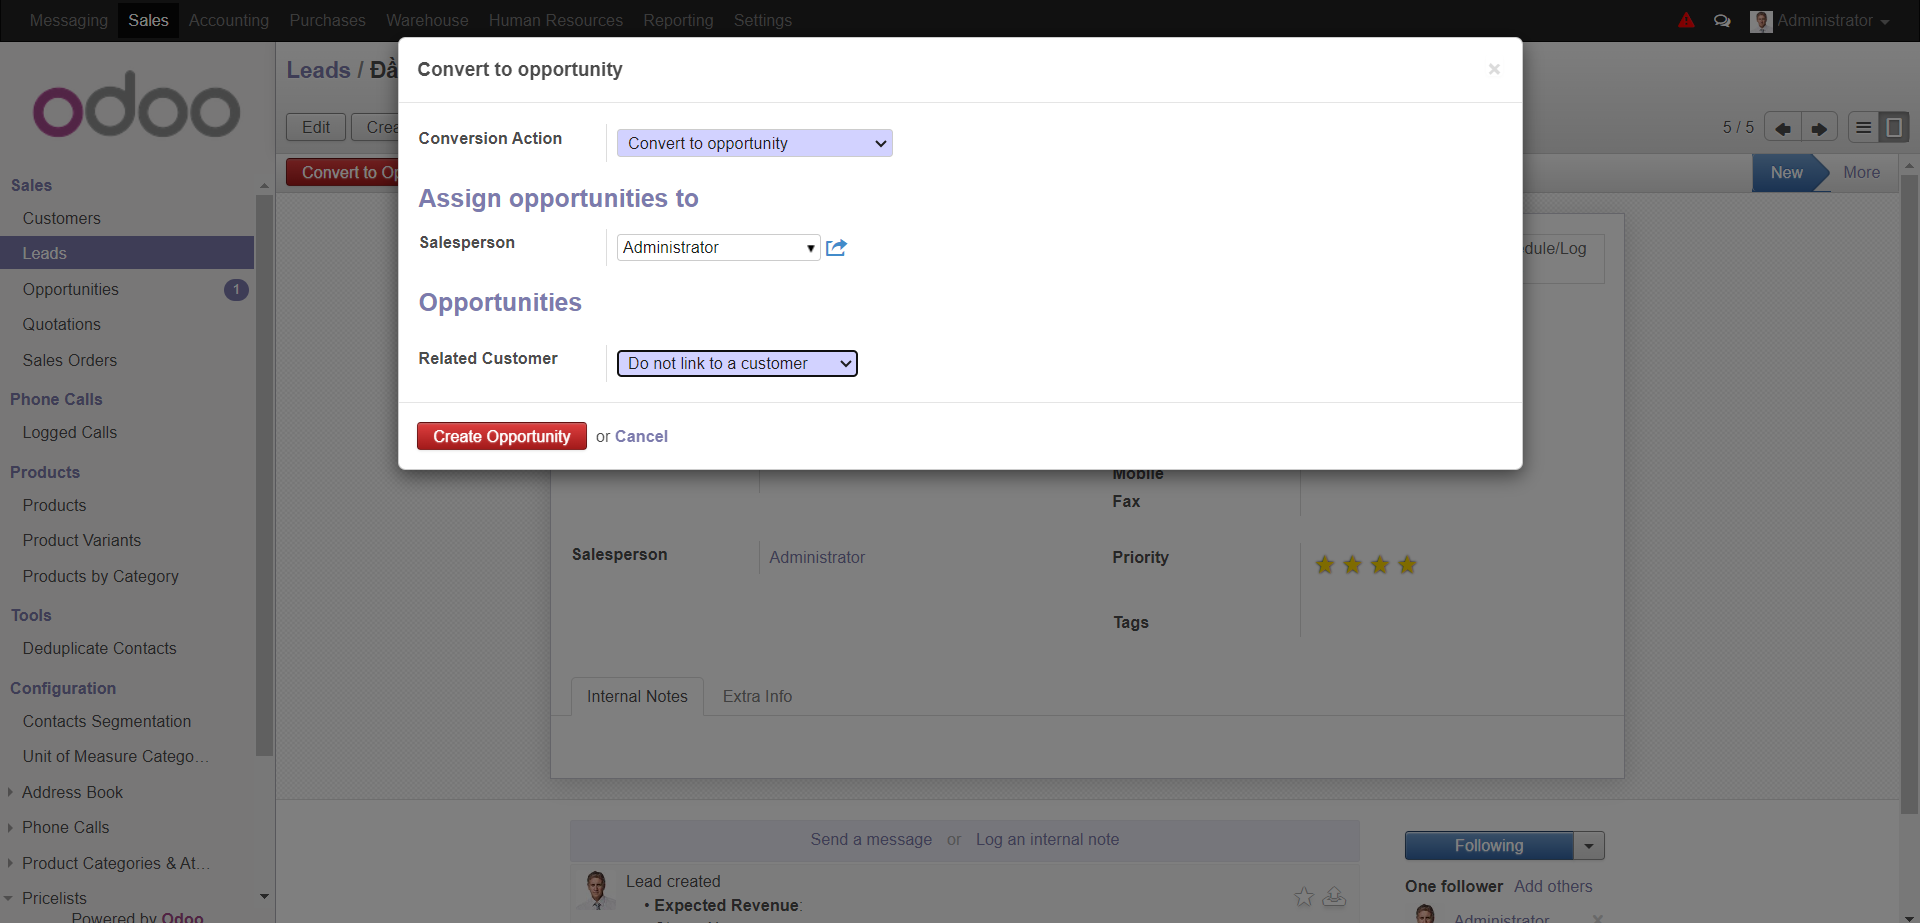 Messaging Sales Accounting Purchases Warehouse Human Resources Reporting Settings Administrator
odoo
Sales
Customers
Leads
Opportunities 1
Quotations
Sales Orders
Phone Calls
Logged Calls
Products
Products
Product Variants
Products by Category
Tools
Deduplicate Contacts
Configuration
Contacts Segmentation
Unit of Measure Catego...
Address Book
Phone Calls
Product Categories & At...
Pricelists
Powered by Odoo
Leads / Đầ
Edit Crea
5 / 5
Convert to Op
New More
Convert to opportunity
×
Conversion Action Convert to opportunity
Assign opportunities to
Salesperson Administrator
Opportunities
Related Customer Do not link to a customer
Create Opportunity or Cancel
dule/Log
Mobile
Fax
Salesperson Administrator
Priority
Tags
Internal Notes Extra Info
Send a message or Log an internal note
Lead created
• Expected Revenue:
Following
One follower Add others
Administrator ×